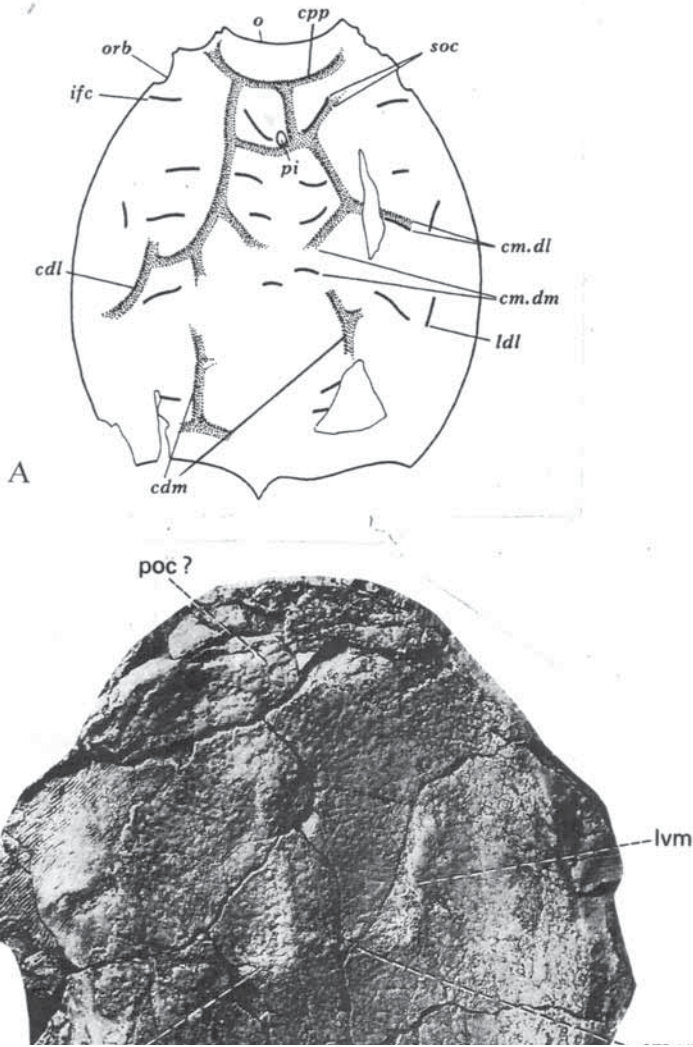 o
cpp
orb
soc
ifc
pi
cdl
cm.dl
cm.dm
ldl
A
cdm
poc ?
lvm